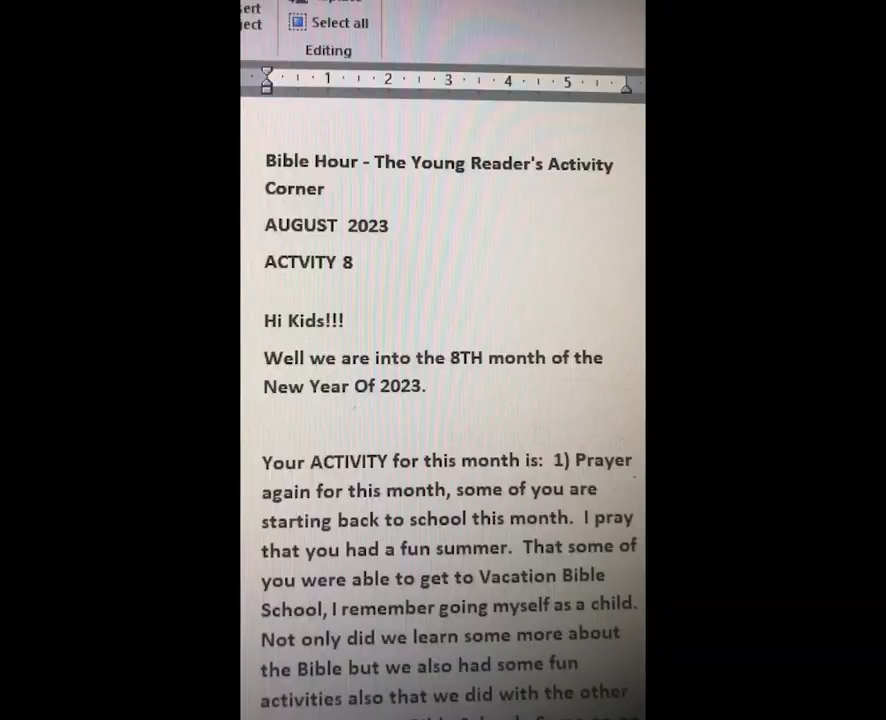 ert
ject
Select all
Editing
1 2 3 4 5
Bible Hour - The Young Reader's Activity
Corner
AUGUST 2023
ACTVITY 8
Hi Kids!!!
Well we are into the 8TH month of the
New Year Of 2023.
Your ACTIVITY for this month is: 1) Prayer
again for this month, some of you are
starting back to school this month. I pray
that you had a fun summer. That some of
you were able to get to Vacation Bible
School, I remember going myself as a child.
Not only did we learn some more about
the Bible but we also had some fun
activities also that we did with the other